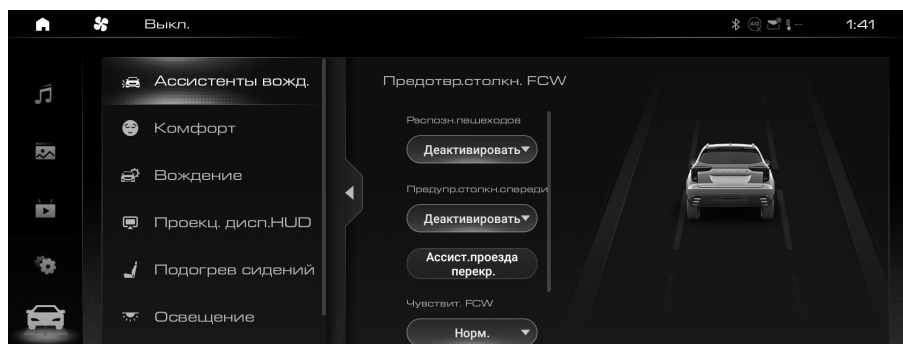 Выкл.
4G
--
1:41
Ассистенты вожд.
Комфорт
Вождение
Проекц. дисп.HUD
Подогрев сидений
Освещение
Предотвр.столкн. FCW
Распозн.пешеходов
Деактивировать
Предупр.столкн.спереди
Деактивировать
Ассист.проезда
перекр.
Чувствит. FCW
Норм.